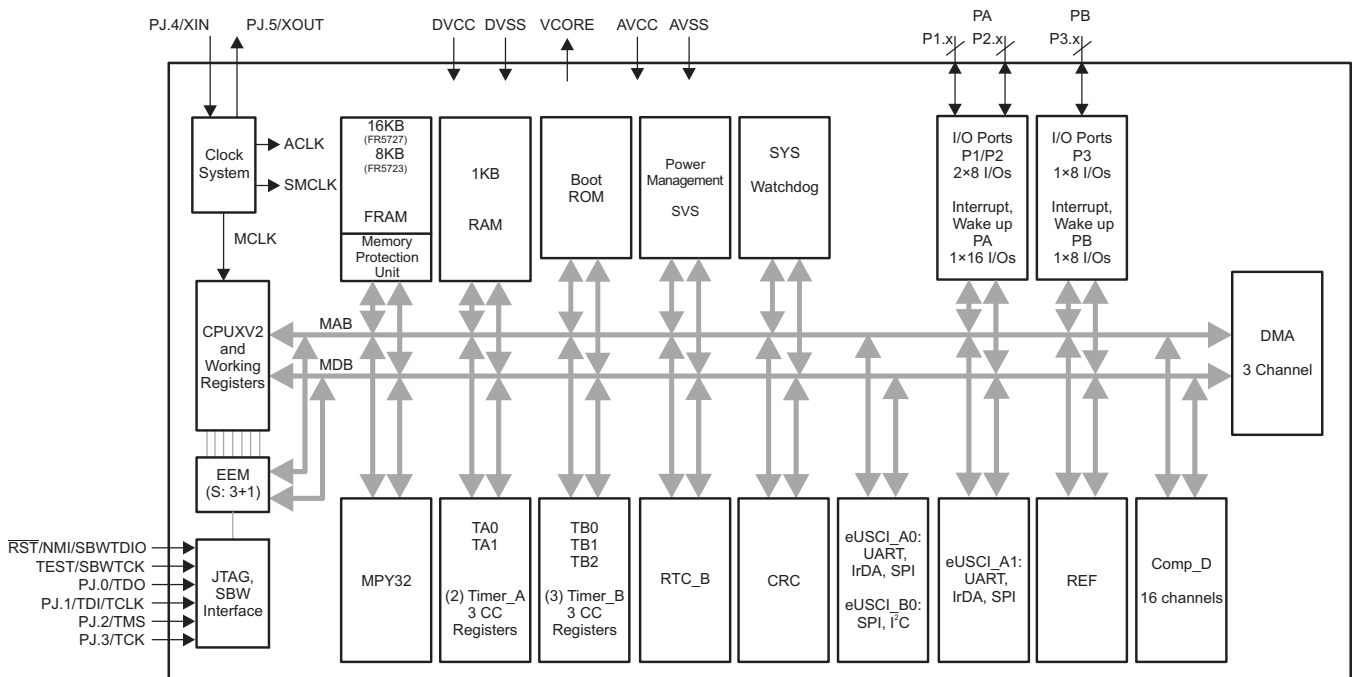 PJ.4/XIN
PJ.5/XOUT
DVCC
DVSS
VCORE
AVCC
AVSS
PA
P1.x
P2.x
PB
P3.x
Clock
System
ACLK
SMCLK
MCLK
16KB
(FR5727)
8KB
(FR5723)
FRAM
Memory
Protection
Unit
1KB
RAM
Boot
ROM
Power
Management
SVS
SYS
Watchdog
I/O Ports
P1/P2
2×8 I/Os
Interrupt,
Wake up
PA
1×16 I/Os
I/O Ports
P3
1×8 I/Os
Interrupt,
Wake up
PB
1×8 I/Os
CPUXV2
and
Working
Registers
MAB
MDB
DMA
3 Channel
EEM
(S: 3+1)
RST/NMI/SBWTDIO
TEST/SBWTCK
PJ.0/TDO
PJ.1/TDI/TCLK
PJ.2/TMS
PJ.3/TCK
JTAG,
SBW
Interface
MPY32
TA0
TA1
(2) Timer_A
3 CC
Registers
TB0
TB1
TB2
(3) Timer_B
3 CC
Registers
RTC_B
CRC
eUSCI_A0:
UART,
IrDA, SPI
eUSCI_B0:
SPI, I²C
eUSCI_A1:
UART,
IrDA, SPI
REF
Comp_D
16 channels